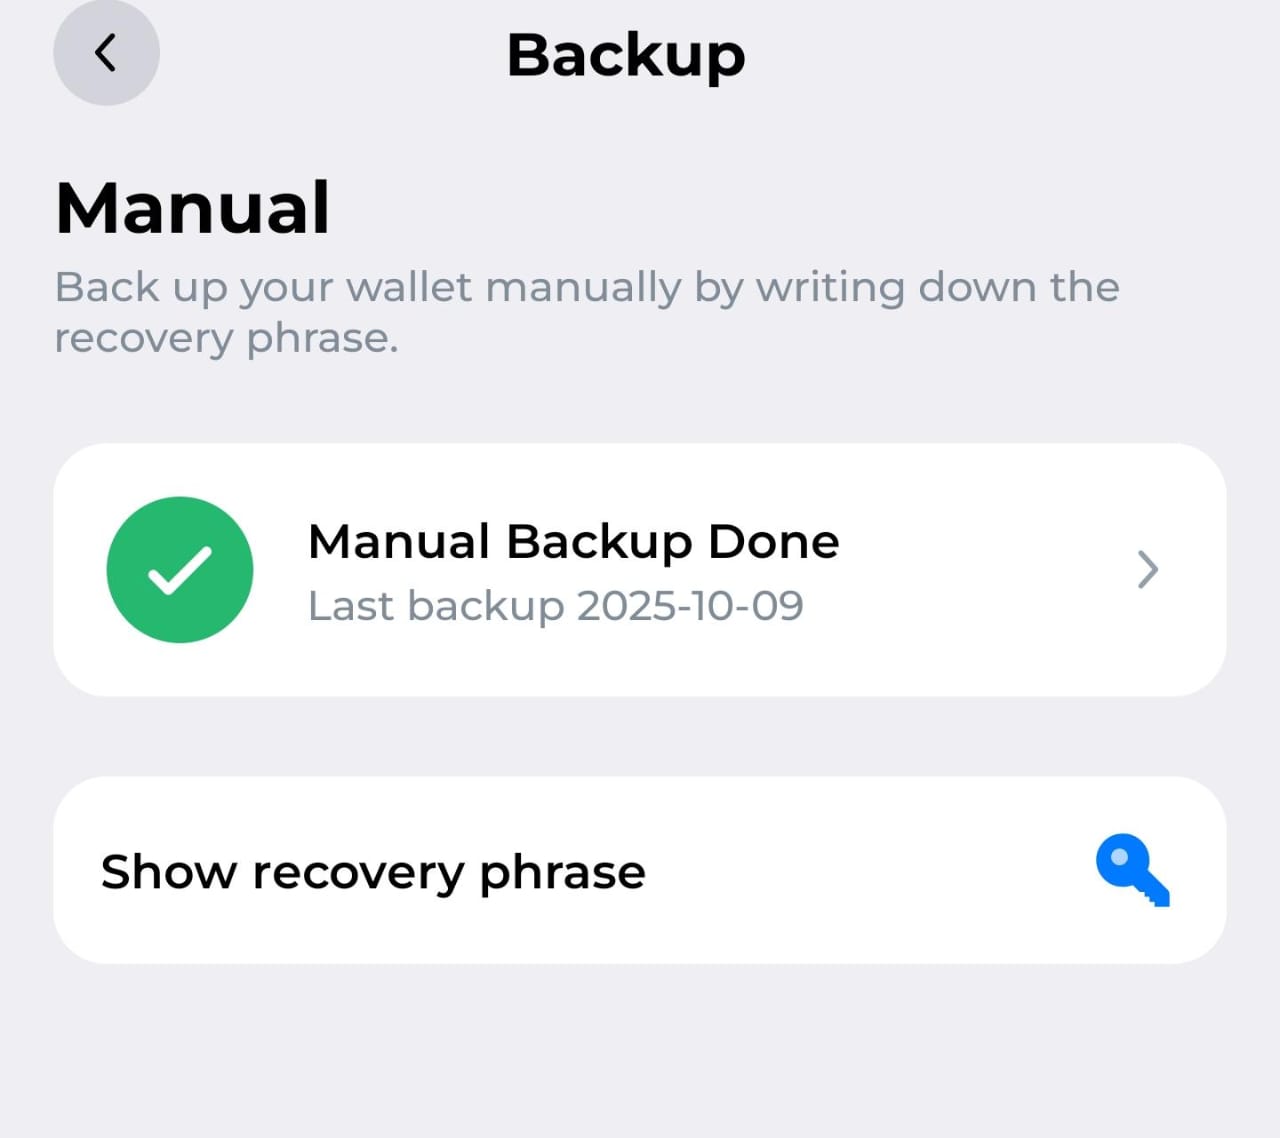 Backup
Manual
Back up your wallet manually by writing down the
recovery phrase.
Manual Backup Done
Last backup 2025-10-09
Show recovery phrase